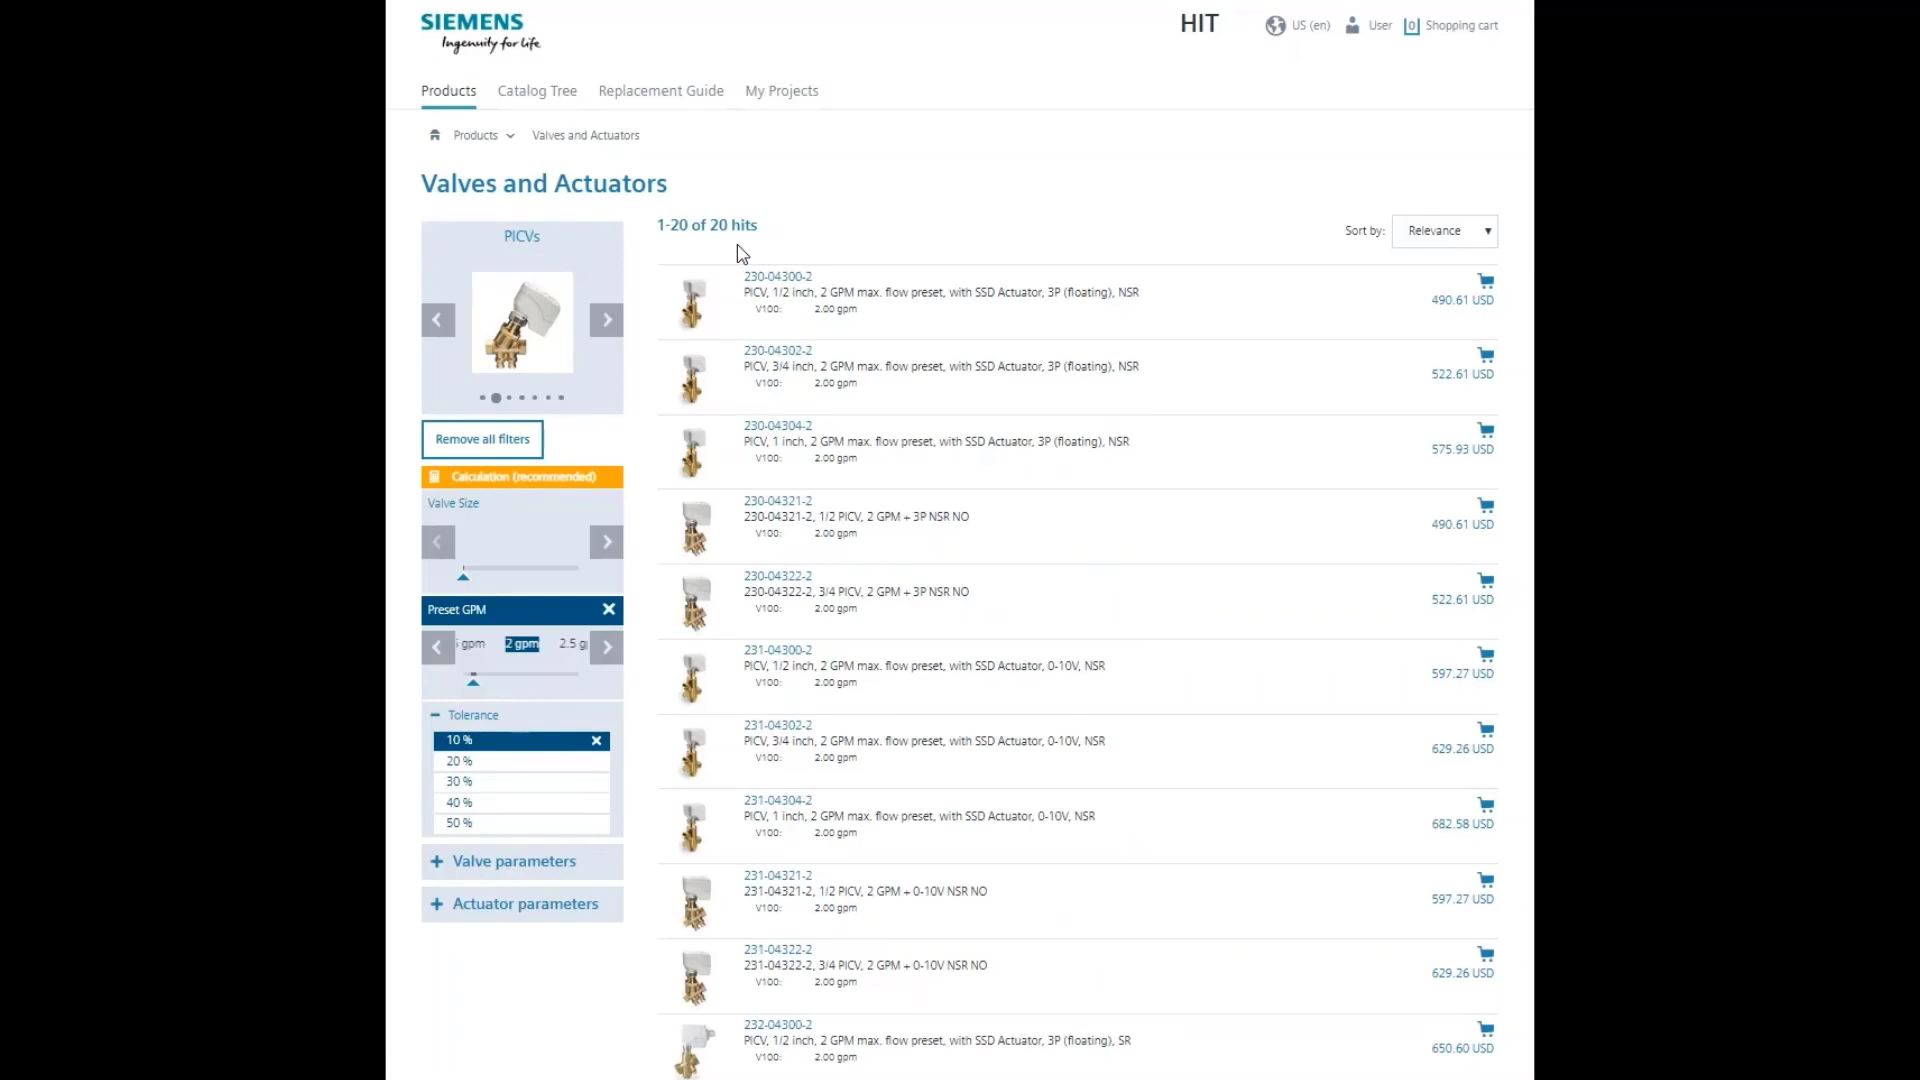 SIEMENS
Ingenuity for life
HIT
US (en)
User
0
Shopping cart
Products
Catalog Tree
Replacement Guide
My Projects
Products
Valves and Actuators
Valves and Actuators
PICVs
1-20 of 20 hits
Sort by:
Relevance
230-04300-2
PICV, 1/2 inch, 2 GPM max. flow preset, with SSD Actuator, 3P (floating), NSR
490.61 USD
V100: 2.00 gpm
230-04302-2
PICV, 3/4 inch, 2 GPM max. flow preset, with SSD Actuator, 3P (floating), NSR
522.61 USD
V100: 2.00 gpm
230-04304-2
PICV, 1 inch, 2 GPM max. flow preset, with SSD Actuator, 3P (floating), NSR
575.93 USD
V100: 2.00 gpm
230-04321-2
230-04321-2, 1/2 PICV, 2 GPM + 3P NSR NO
490.61 USD
V100: 2.00 gpm
230-04322-2
230-04322-2, 3/4 PICV, 2 GPM + 3P NSR NO
522.61 USD
V100: 2.00 gpm
231-04300-2
PICV, 1/2 inch, 2 GPM max. flow preset, with SSD Actuator, 0-10V, NSR
597.27 USD
V100: 2.00 gpm
231-04302-2
PICV, 3/4 inch, 2 GPM max. flow preset, with SSD Actuator, 0-10V, NSR
629.26 USD
V100: 2.00 gpm
231-04304-2
PICV, 1 inch, 2 GPM max. flow preset, with SSD Actuator, 0-10V, NSR
682.58 USD
V100: 2.00 gpm
231-04321-2
231-04321-2, 1/2 PICV, 2 GPM + 0-10V NSR NO
597.27 USD
V100: 2.00 gpm
231-04322-2
231-04322-2, 3/4 PICV, 2 GPM + 0-10V NSR NO
629.26 USD
V100: 2.00 gpm
232-04300-2
PICV, 1/2 inch, 2 GPM max. flow preset, with SSD Actuator, 3P (floating), SR
650.60 USD
V100: 2.00 gpm
Remove all filters
Calculation (recommended)
Valve Size
Preset GPM
gpm 2 gpm 2.5 g
Tolerance
10 %
20 %
30 %
40 %
50 %
Valve parameters
Actuator parameters